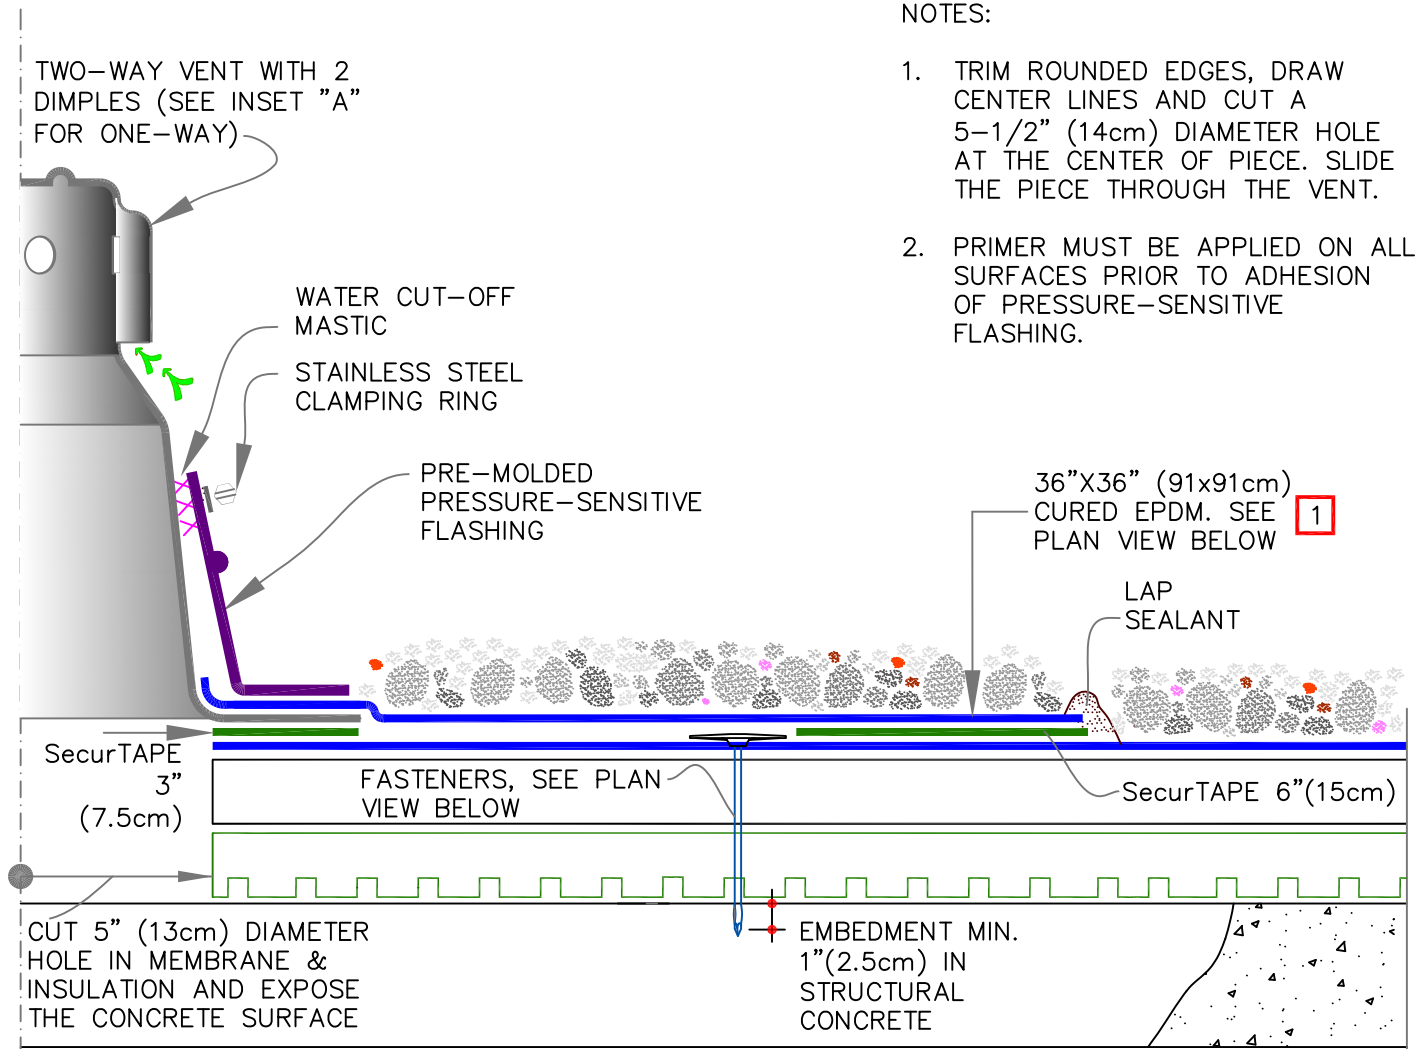 NOTES:
TWO-WAY VENT WITH 2
DIMPLES (SEE INSET "A"
FOR ONE-WAY)
1. TRIM ROUNDED EDGES, DRAW
CENTER LINES AND CUT A
5-1/2" (14cm) DIAMETER HOLE
AT THE CENTER OF PIECE. SLIDE
THE PIECE THROUGH THE VENT.
2. PRIMER MUST BE APPLIED ON ALL
SURFACES PRIOR TO ADHESION
OF PRESSURE-SENSITIVE
FLASHING.
WATER CUT-OFF
MASTIC
STAINLESS STEEL
CLAMPING RING
PRE-MOLDED
PRESSURE-SENSITIVE
FLASHING
36"X36" (91x91cm)
CURED EPDM. SEE
PLAN VIEW BELOW
1
LAP
SEALANT
SecurTAPE
3"
(7.5cm)
FASTENERS, SEE PLAN
VIEW BELOW
SecurTAPE 6"(15cm)
CUT 5" (13cm) DIAMETER
HOLE IN MEMBRANE &
INSULATION AND EXPOSE
THE CONCRETE SURFACE
EMBEDMENT MIN.
1"(2.5cm) IN
STRUCTURAL
CONCRETE